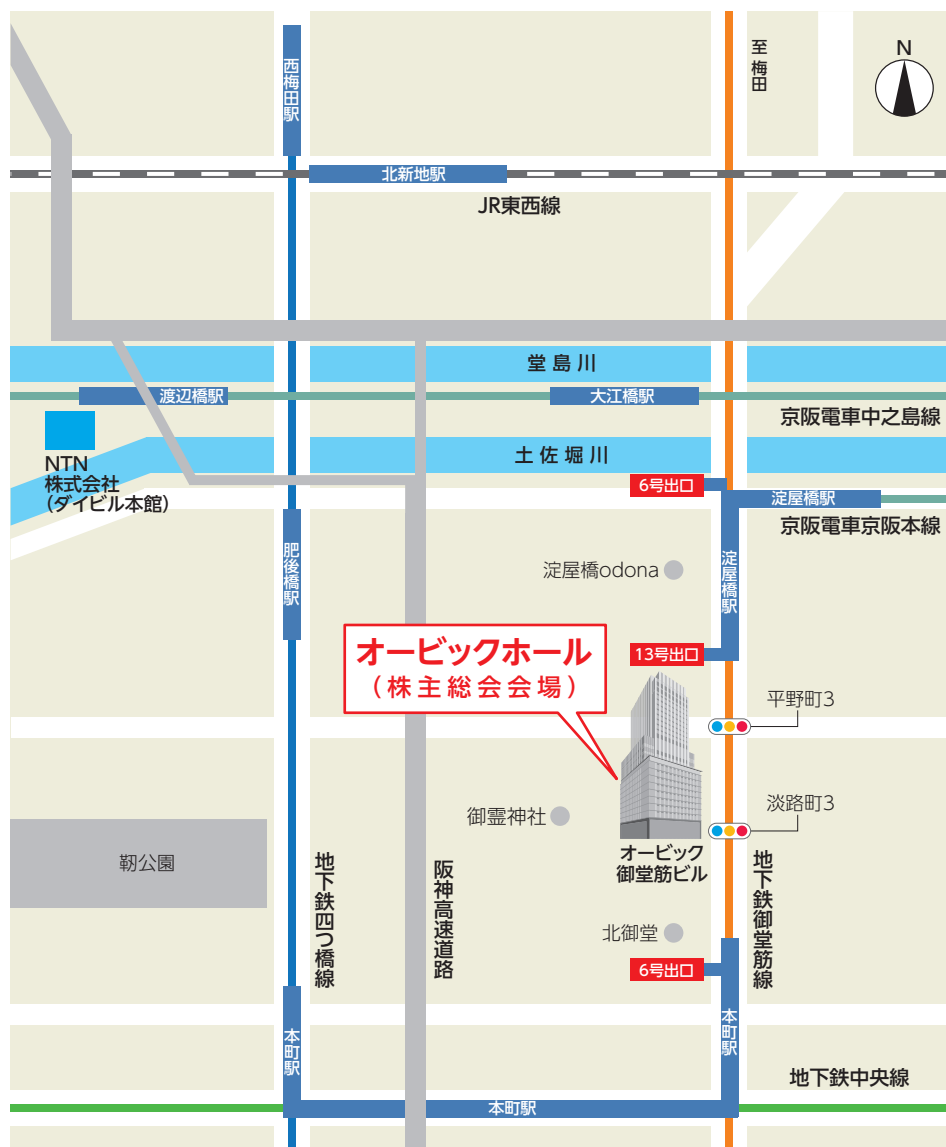 至 梅田
N
西梅田駅
北新地駅
JR東西線
堂島川
渡辺橋駅
大江橋駅
京阪電車中之島線
NTN
株式会社
(ダイビル本館)
土佐堀川
6号出口
淀屋橋駅
京阪電車京阪本線
肥後橋駅
淀屋橋odona
淀屋橋駅
オービックホール
(株主総会会場)
13号出口
平野町3
御霊神社
淡路町3
オービック
御堂筋ビル
靭公園
地下鉄四つ橋線
阪神高速道路
地下鉄御堂筋線
北御堂
6号出口
本町駅
本町駅
地下鉄中央線
本町駅